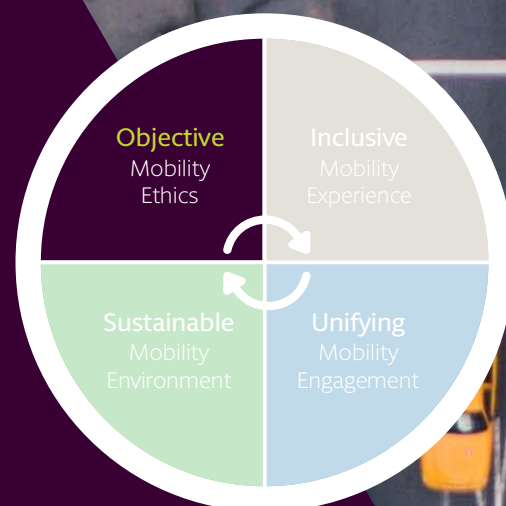 Objective
Mobility
Ethics
Inclusive
Mobility
Experience
Sustainable
Mobility
Environment
Unifying
Mobility
Engagement